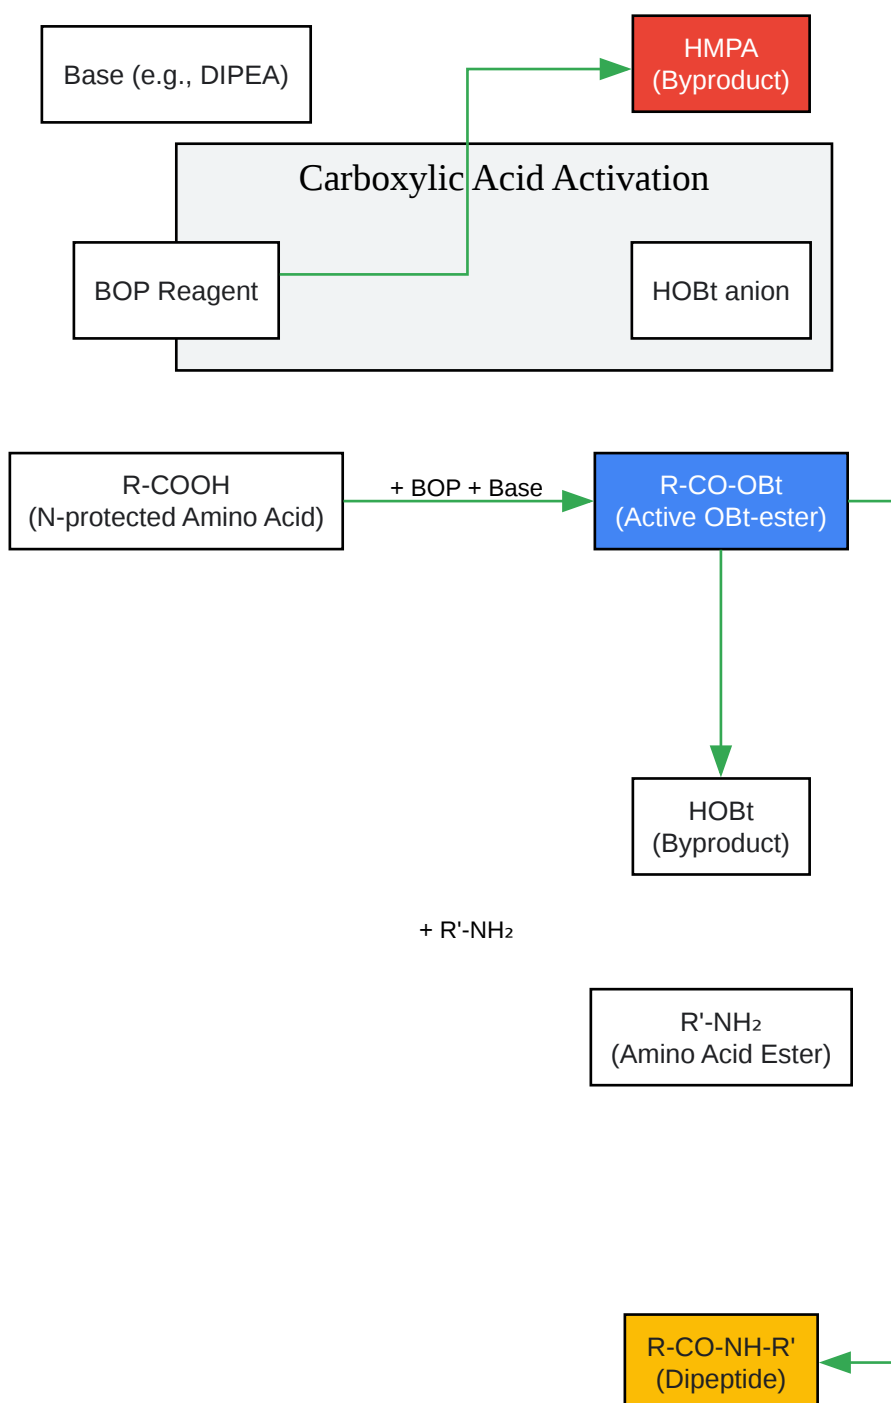 Base (e.g., DIPEA)
HMPA
(Byproduct)
Carboxylic Acid Activation
BOP Reagent
HOBt anion
R-COOH
(N-protected Amino Acid)
+ BOP + Base
R-CO-OBt
(Active OBt-ester)
HOBt
(Byproduct)
+ R'-NH₂
R'-NH₂
(Amino Acid Ester)
R-CO-NH-R'
(Dipeptide)